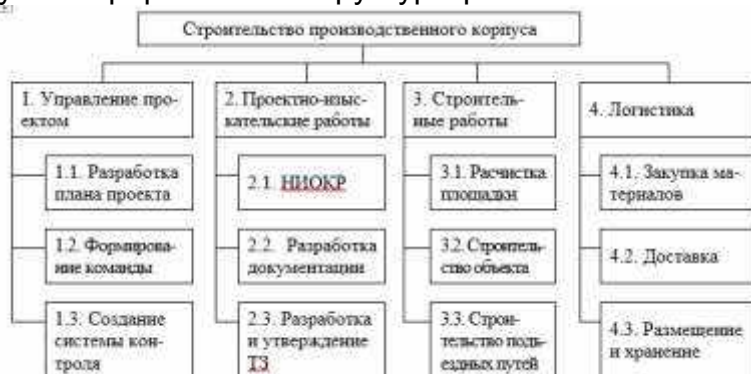 Строительство производственного корпуса
1. Управление про-
ектом
1.1. Разработка
плана проекта
1.2. Формирова-
ние команды
1.3. Создание
системы кон-
троля
2. Проектно-изыс-
кательские работы
2.1. НИОКР
2.2. Разработка
документации
2.3. Разработка
и утверждение
ТЗ
3. Строитель-
ные работы
3.1. Расчистка
площадки
3.2. Строитель-
ство объекта
3.3. Строи-
тельство подъ-
ездных путей
4. Логистика
4.1. Закупка ма-
териалов
4.2. Доставка
4.3. Размещение
и хранение